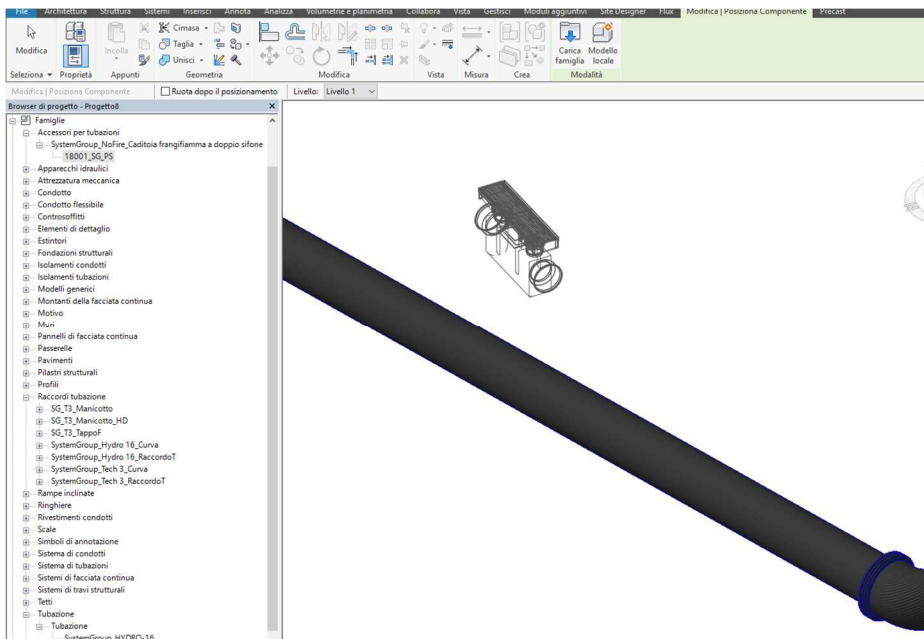 File Architettura Struttura Sistemi Inserisci Annota Analizza Volumetrie e planimetria Collabora Vista Gestisci Moduli aggiuntivi Site Designer Flux Modifica | Posiziona Componente Precast
Modifica
Incolla
Cimasa
Taglia
Unisci
Carica famiglia
Modello locale
Seleziona Proprietà Appunti Geometria Modifica Vista Misura Crea Modalità
Modifica | Posiziona Componente Ruota dopo il posizionamento Livello: Livello 1
Browser di progetto - Progetto8
Famiglie
Accessori per tubazioni
SystemGroup_NoFire_Caditoia frangifiamma a doppio sifone
18001_SG_PS
Apparecchi idraulici
Attrezzatura meccanica
Condotto
Condotto flessibile
Controsoffitti
Elementi di dettaglio
Estintori
Fondazioni strutturali
Isolamenti condotti
Isolamenti tubazioni
Modelli generici
Montanti della facciata continua
Motivo
Muri
Pannelli di facciata continua
Passerelle
Pavimenti
Pilastri strutturali
Profili
Raccordi tubazione
SG_T3_Manicotto
SG_T3_Manicotto_HD
SG_T3_TappoF
SystemGroup_Hydro 16_Curva
SystemGroup_Hydro 16_RaccordoT
SystemGroup_Tech 3_Curva
SystemGroup_Tech 3_RaccordoT
Rampe inclinate
Ringhiere
Rivestimenti condotti
Scale
Simboli di annotazione
Sistema di condotti
Sistema di tubazioni
Sistemi di facciata continua
Sistemi di travi strutturali
Tetti
Tubazione
Tubazione
SystemGroup_HYDRO-16